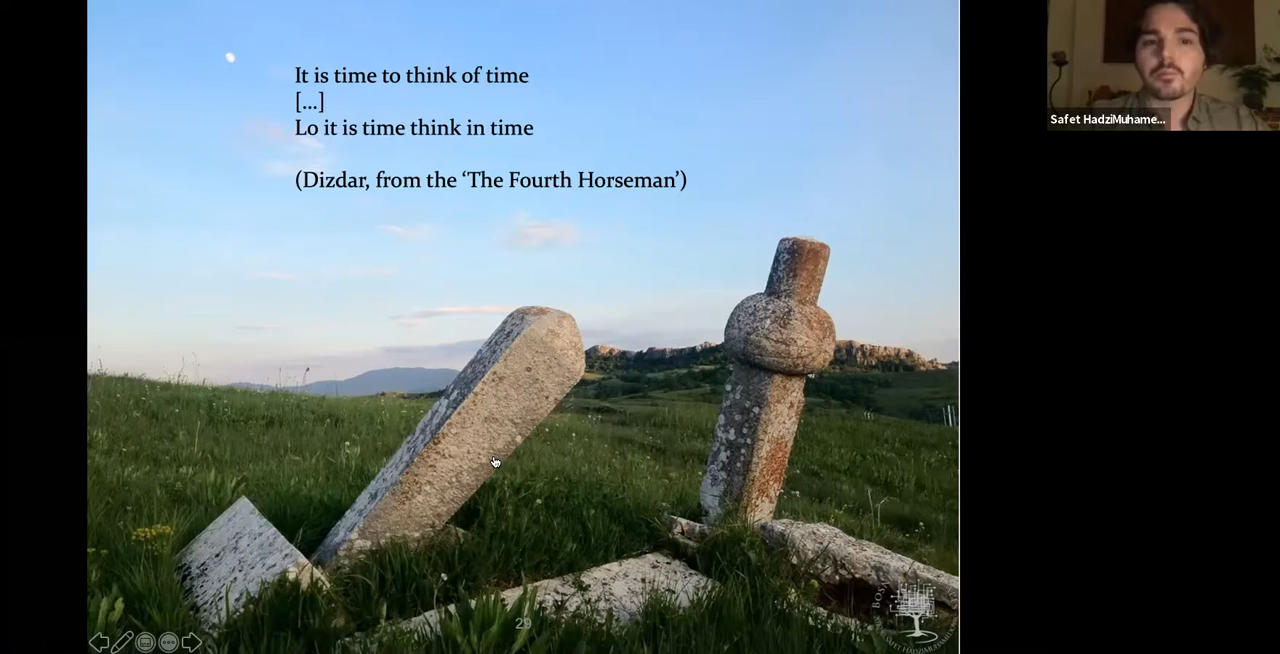 It is time to think of time
[...]
Lo it is time think in time
(Dizdar, from the ‘The Fourth Horseman’)
Safet HadziMuhame...
29